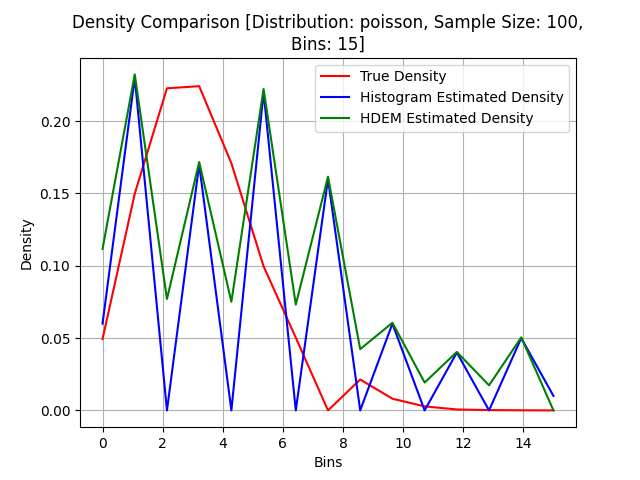 Density Comparison [Distribution: poisson, Sample Size: 100,
Bins: 15]
True Density
Histogram Estimated Density
HDEM Estimated Density
Density
0.20
0.15
0.10
0.05
0.00
0 2 4 6 8 10 12 14
Bins